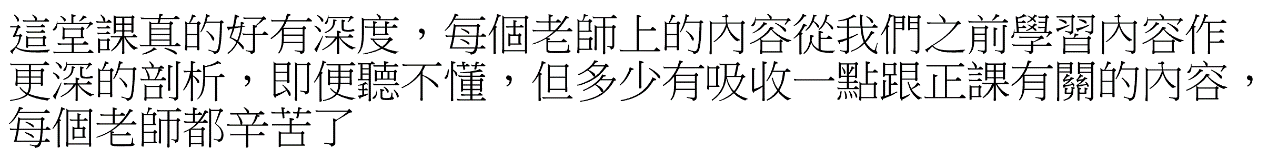 這堂課真的好有深度，每個老師上的內容從我們之前學習內容作
更深的剖析，即便聽不懂，但多少有吸收一點跟正課有關的內容，
每個老師都辛苦了